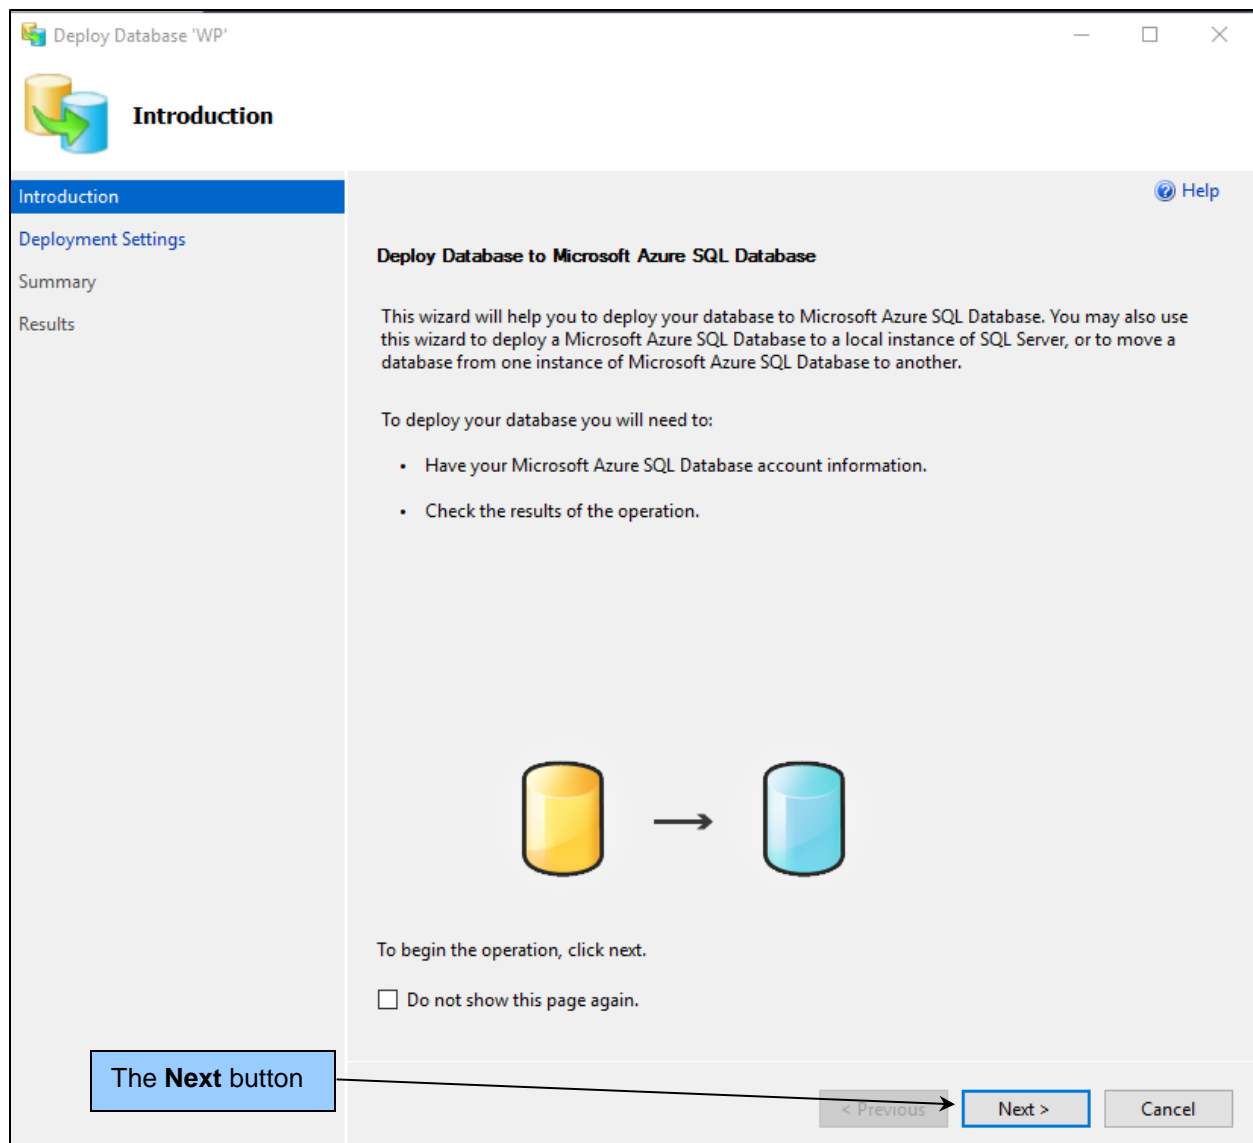 Deploy Database 'WP'
Introduction
Introduction
Deployment Settings
Summary
Results
Help
Deploy Database to Microsoft Azure SQL Database
This wizard will help you to deploy your database to Microsoft Azure SQL Database. You may also use
this wizard to deploy a Microsoft Azure SQL Database to a local instance of SQL Server, or to move a
database from one instance of Microsoft Azure SQL Database to another.
To deploy your database you will need to:
• Have your Microsoft Azure SQL Database account information.
• Check the results of the operation.
To begin the operation, click next.
Do not show this page again.
The Next button
< Previous
Next >
Cancel